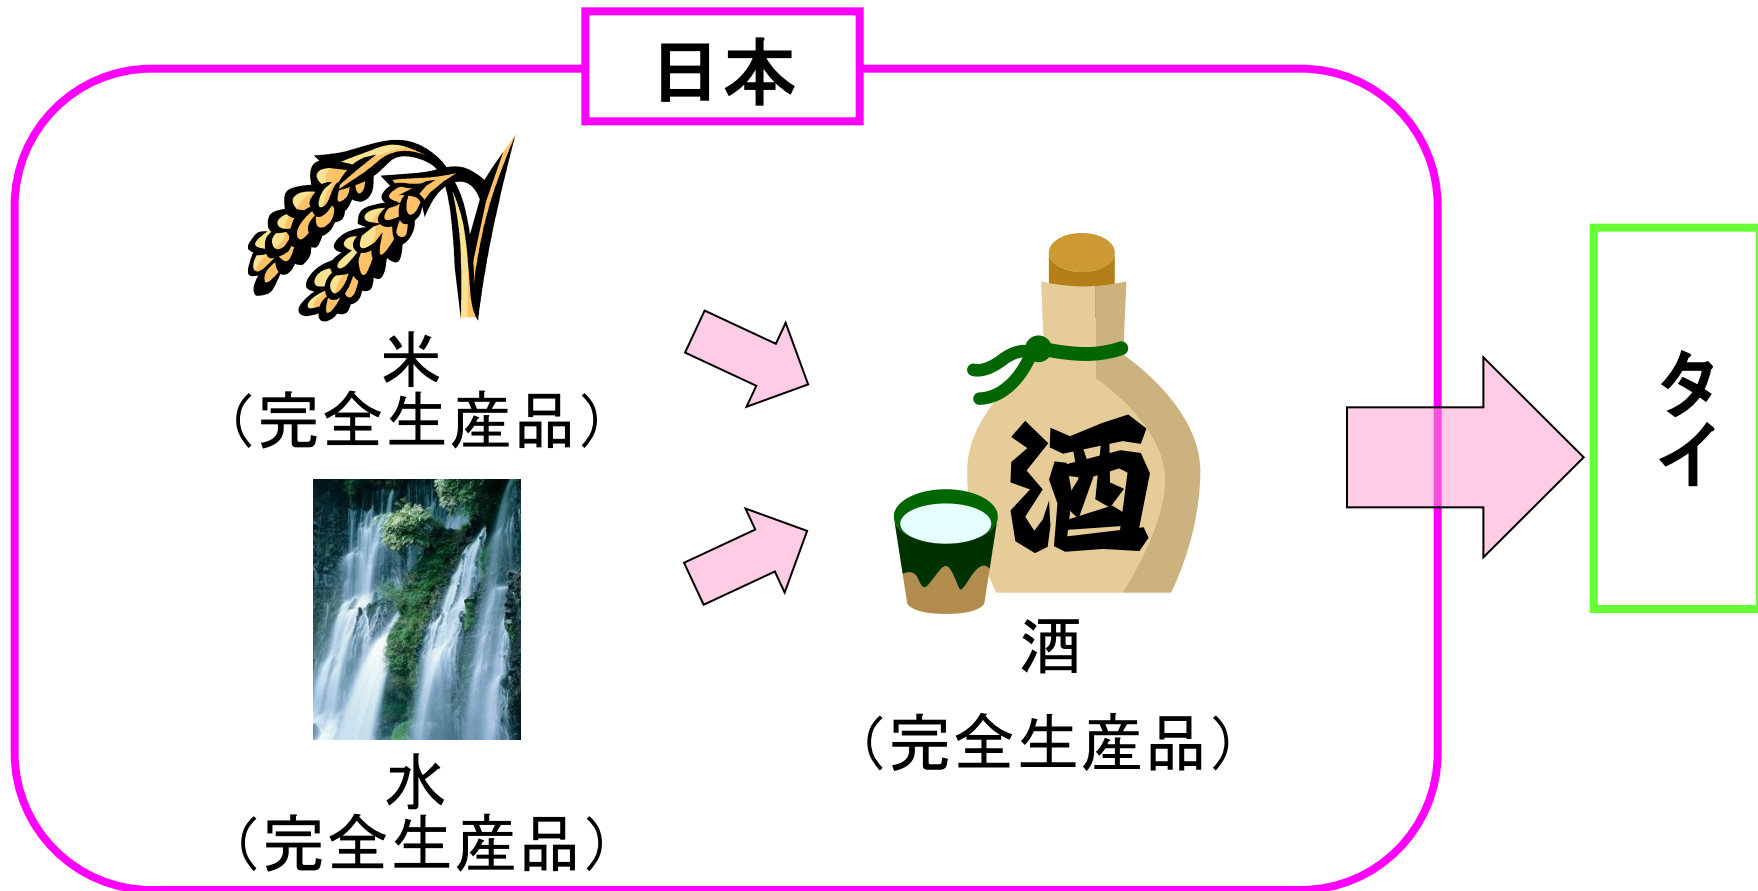 日本
米
（完全生産品）
水
（完全生産品）
酒
酒
（完全生産品）
タイ